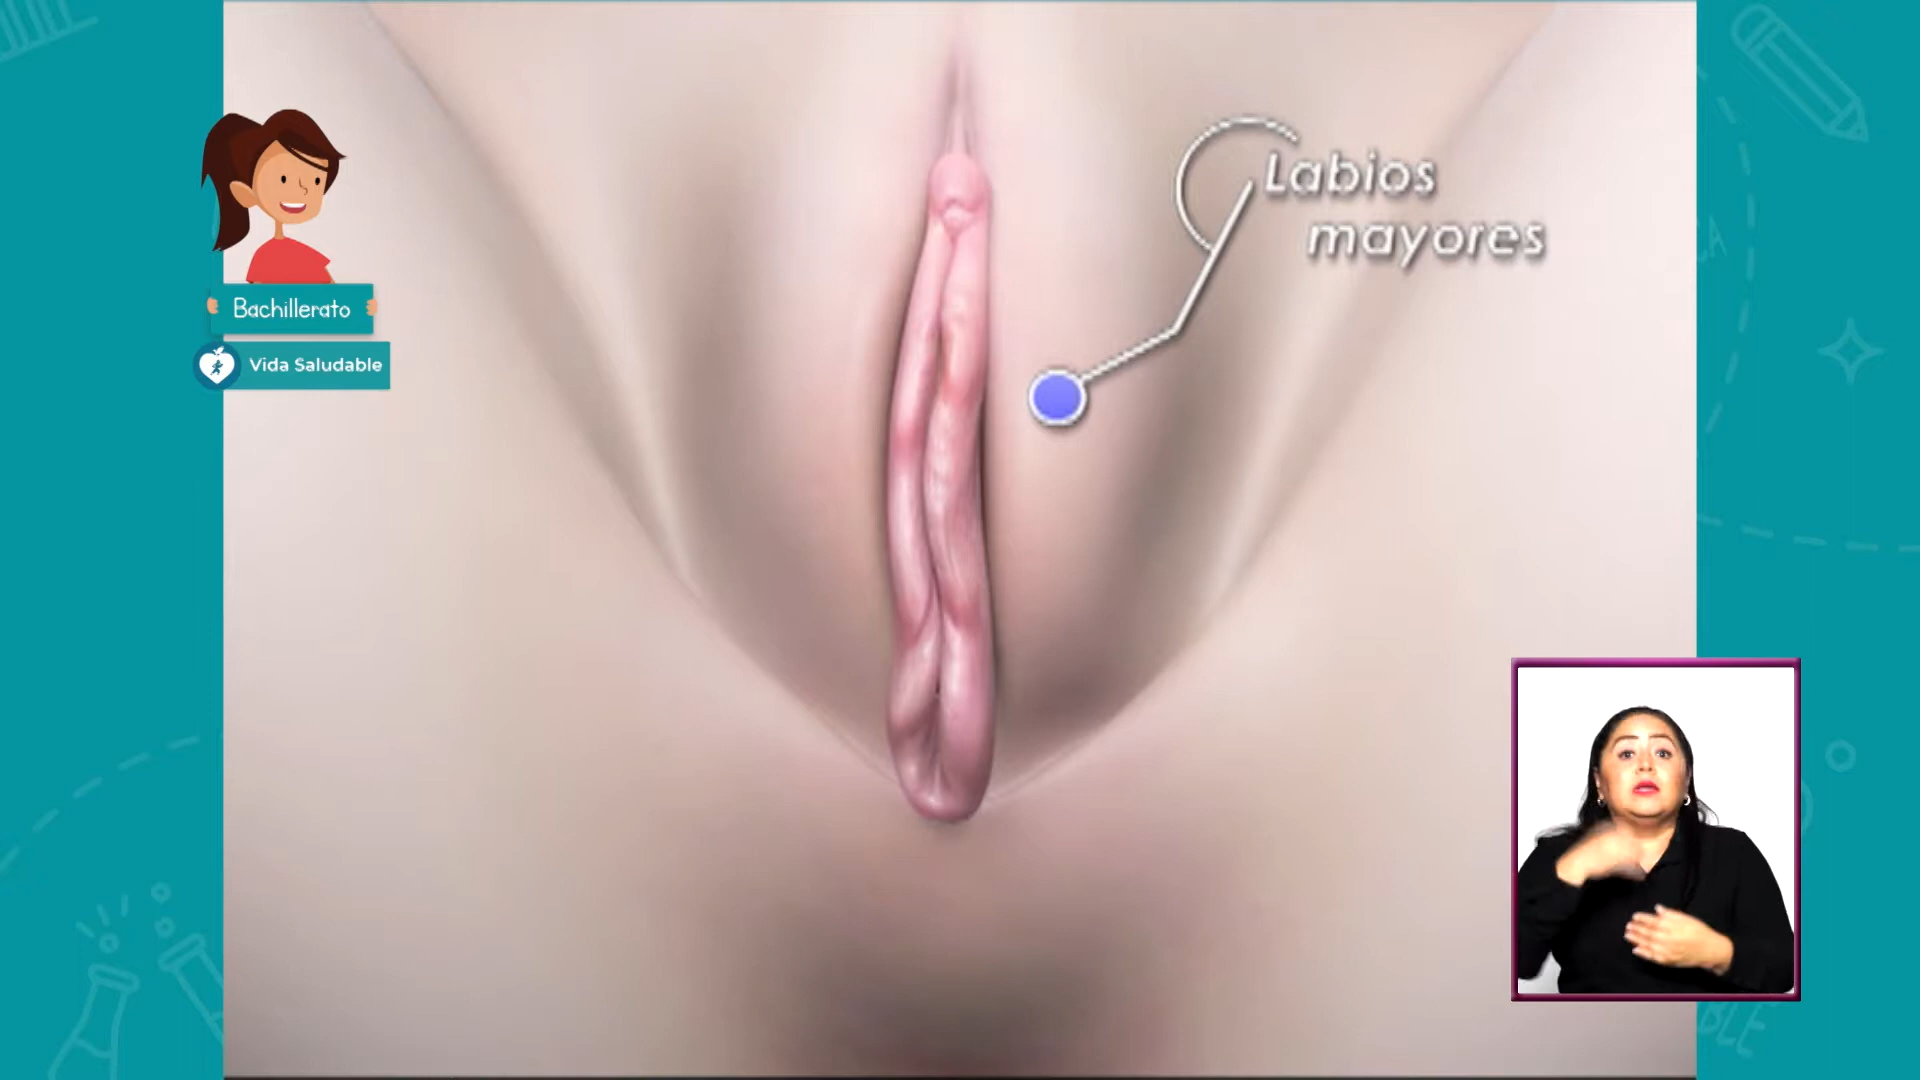 Labios
mayores
Bachillerato
Vida Saludable